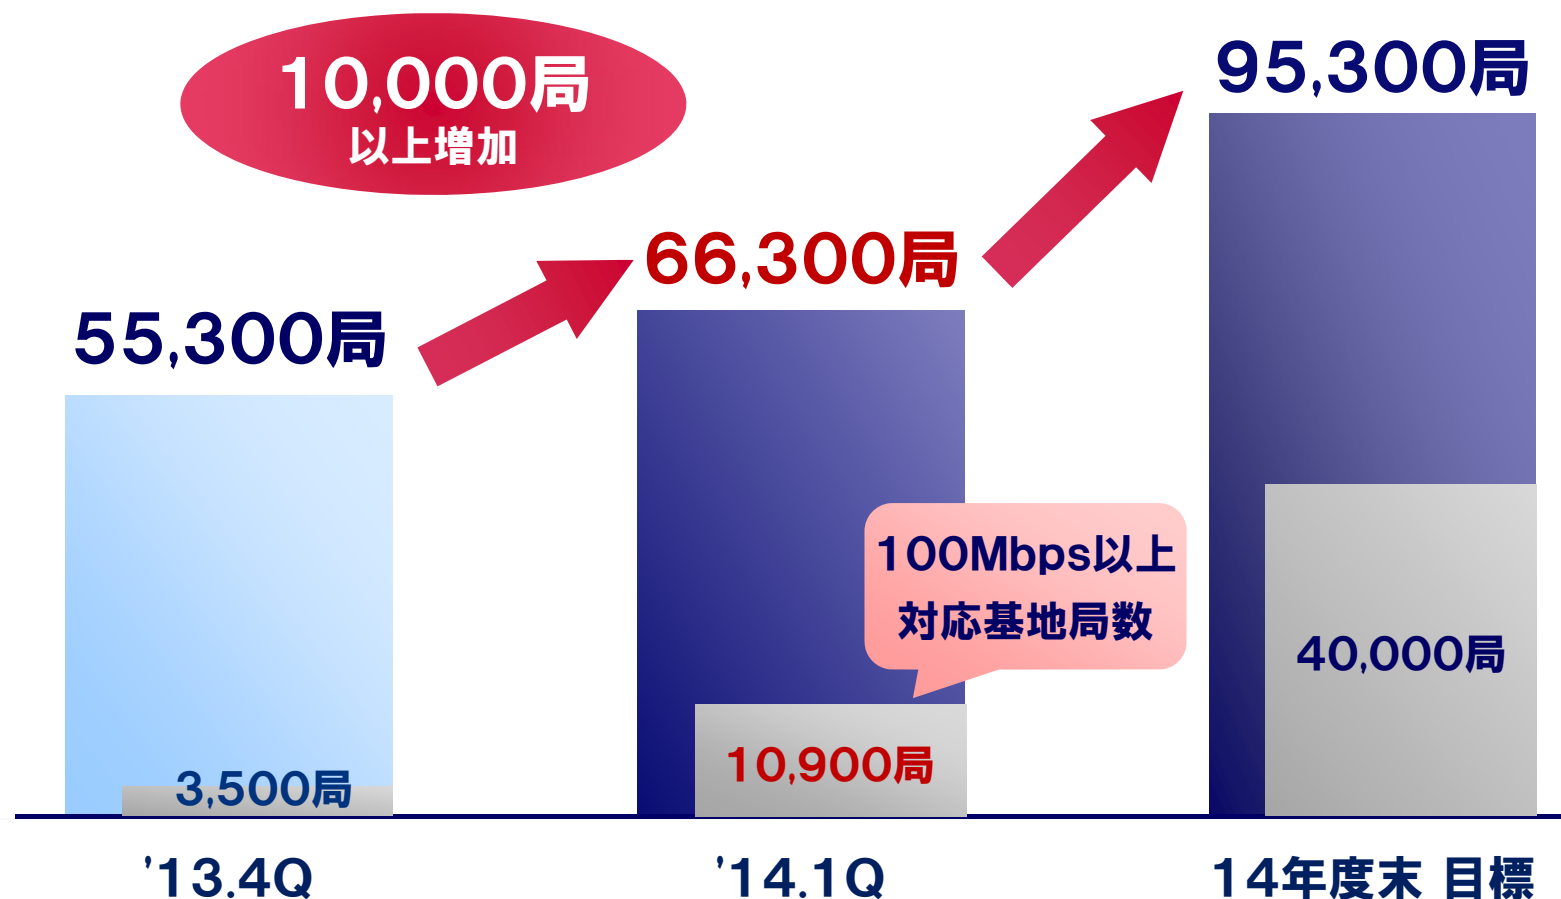 10,000局
以上増加
95,300局
66,300局
55,300局
100Mbps以上
対応基地局数
40,000局
10,900局
3,500局
’13.4Q
’14.1Q
14年度末 目標